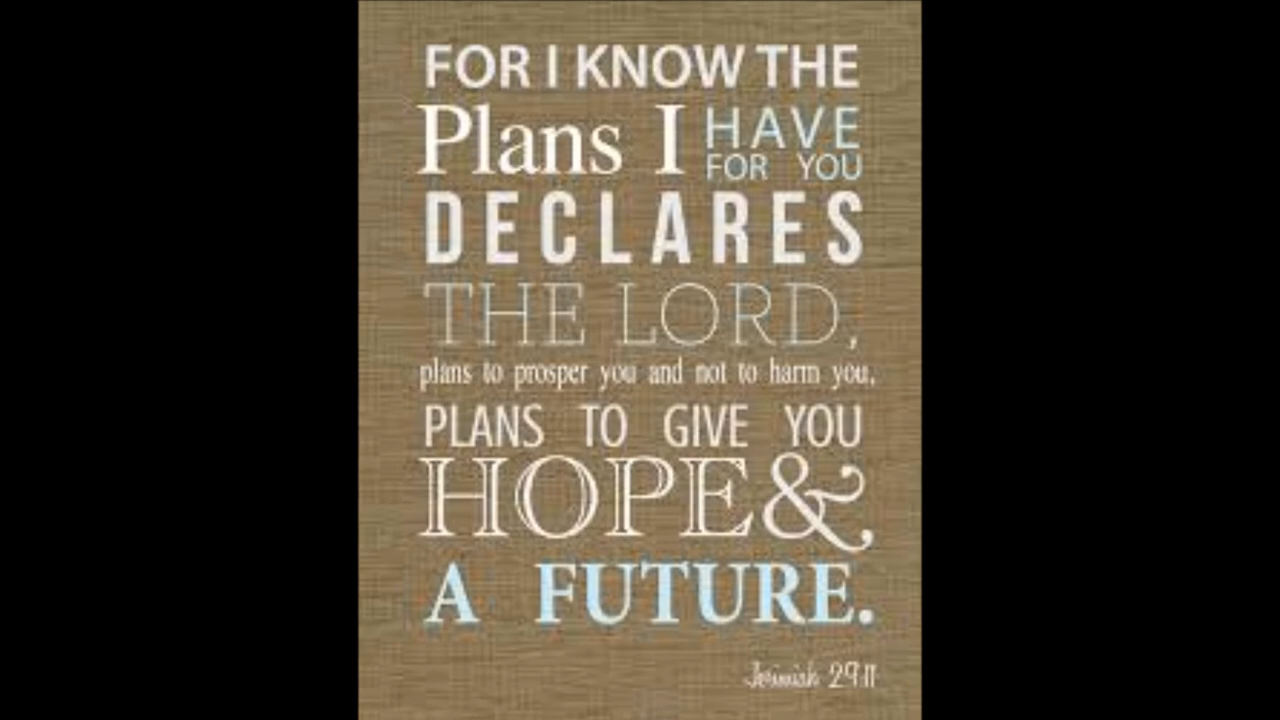 FOR I KNOW THE
Plans I HAVE
FOR YOU
DECLARES
THE LORD,
plans to prosper you and not to harm you,
PLANS TO GIVE YOU
HOPE &
A FUTURE.
Jerimiah 29:11